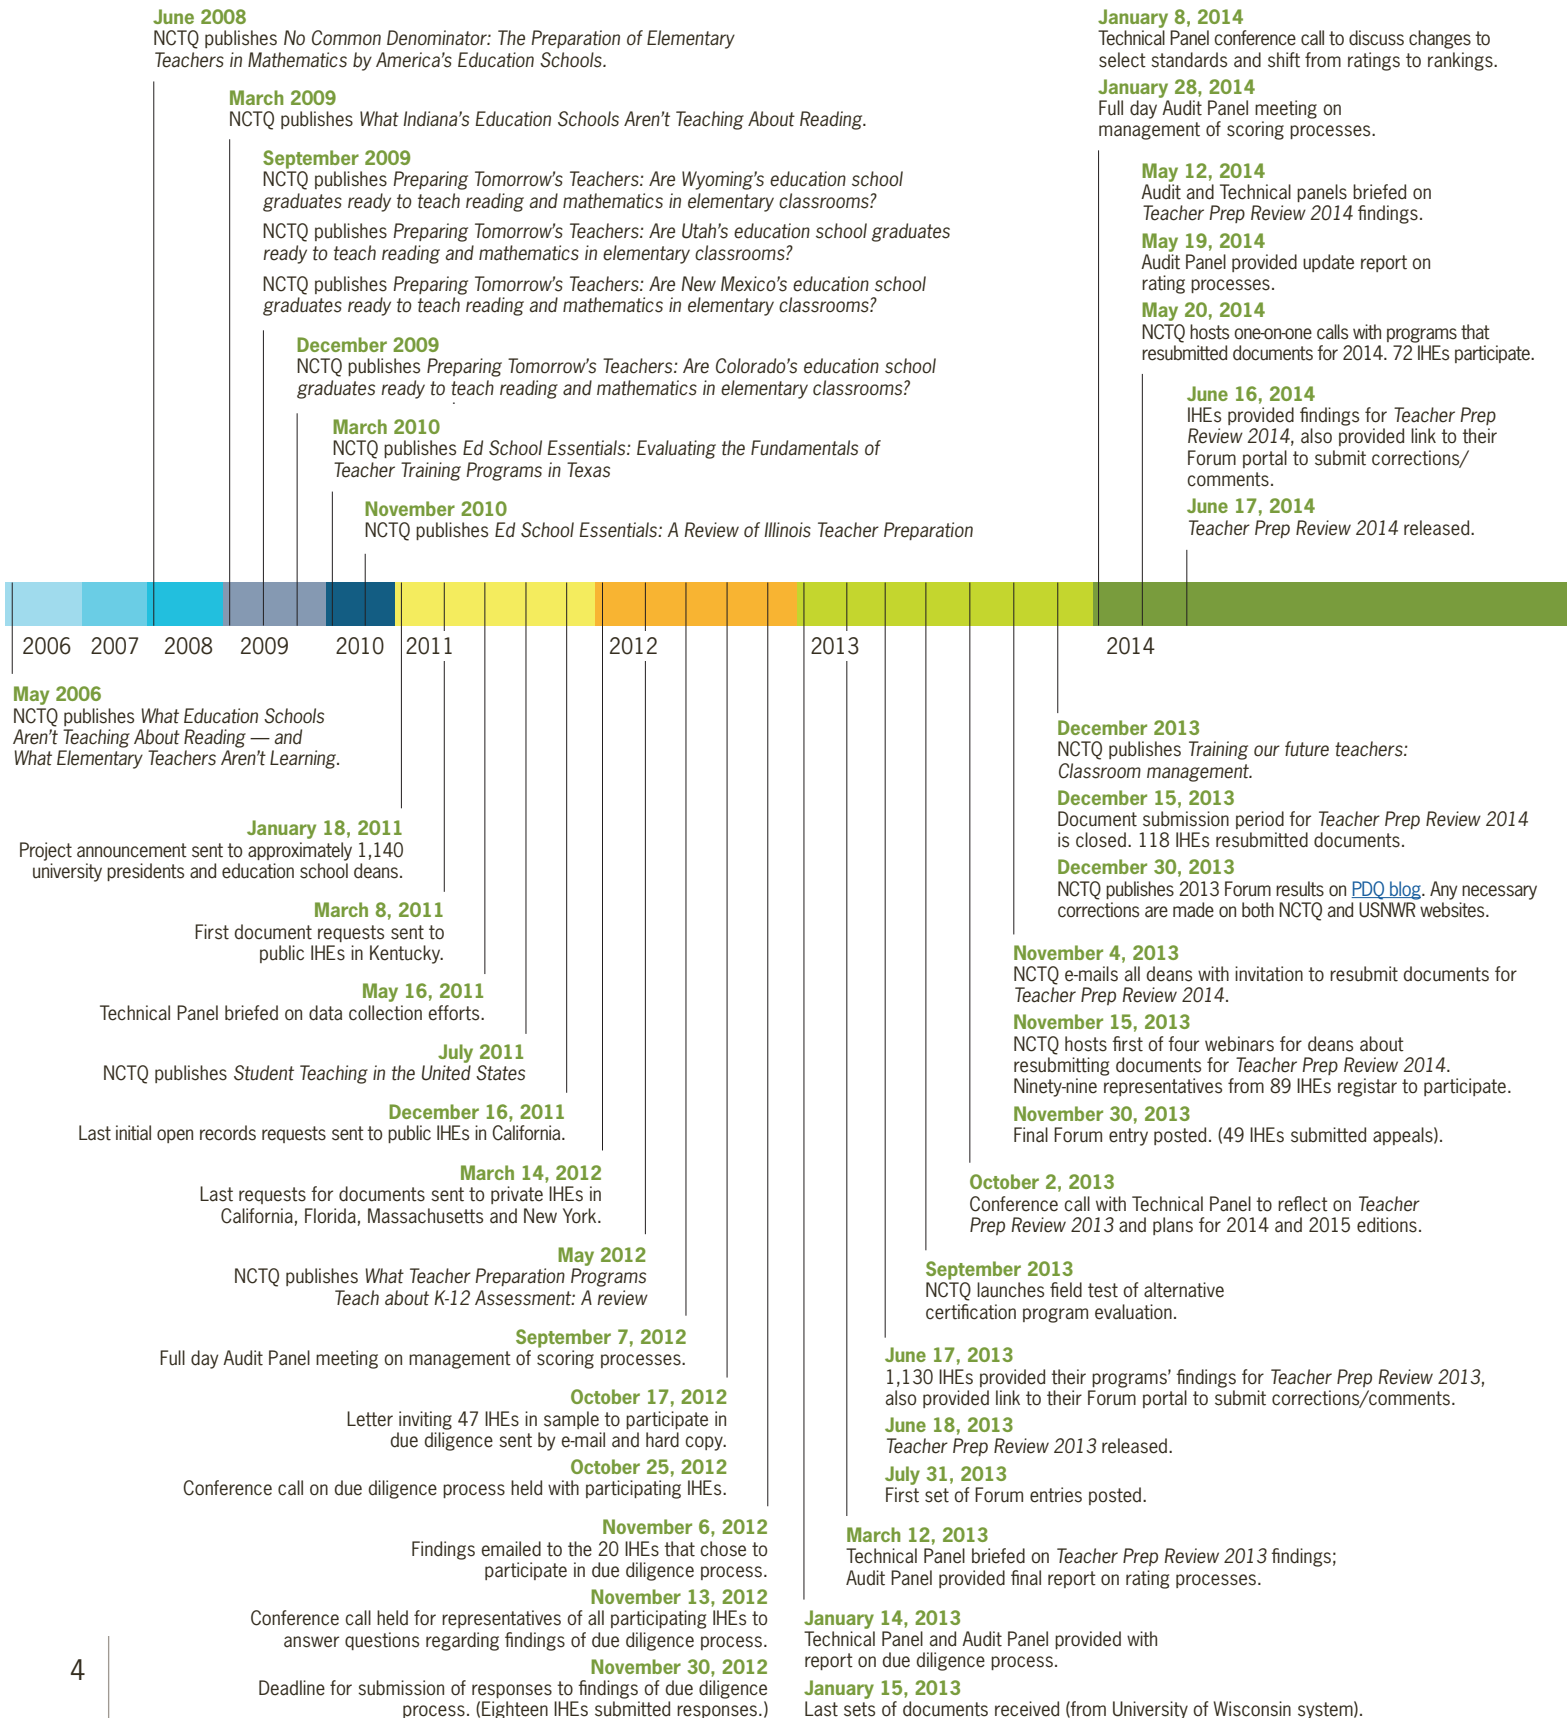 June 2008
NCTQ publishes No Common Denominator: The Preparation of Elementary
Teachers in Mathematics by America's Education Schools.
March 2009
NCTQ publishes What Indiana's Education Schools Aren't Teaching About Reading.
September 2009
NCTQ publishes Preparing Tomorrow's Teachers: Are Wyoming's education school
graduates ready to teach reading and mathematics in elementary classrooms?
NCTQ publishes Preparing Tomorrow's Teachers: Are Utah's education school graduates
ready to teach reading and mathematics in elementary classrooms?
NCTQ publishes Preparing Tomorrow's Teachers: Are New Mexico's education school
graduates ready to teach reading and mathematics in elementary classrooms?
December 2009
NCTQ publishes Preparing Tomorrow's Teachers: Are Colorado's education school
graduates ready to teach reading and mathematics in elementary classrooms?
March 2010
NCTQ publishes Ed School Essentials: Evaluating the Fundamentals of
Teacher Training Programs in Texas
November 2010
NCTQ publishes Ed School Essentials: A Review of Illinois Teacher Preparation
January 8, 2014
Technical Panel conference call to discuss changes to
select standards and shift from ratings to rankings.
January 28, 2014
Full day Audit Panel meeting on
management of scoring processes.
May 12, 2014
Audit and Technical panels briefed on
Teacher Prep Review 2014 findings.
May 19, 2014
Audit Panel provided update report on
rating processes.
May 20, 2014
NCTQ hosts one-on-one calls with programs that
resubmitted documents for 2014. 72 IHEs participate.
June 16, 2014
IHEs provided findings for Teacher Prep
Review 2014, also provided link to their
Forum portal to submit corrections/
comments.
June 17, 2014
Teacher Prep Review 2014 released.
2006 2007 2008 2009 2010 2011 2012 2013 2014
May 2006
NCTQ publishes What Education Schools
Aren't Teaching About Reading — and
What Elementary Teachers Aren't Learning.
January 18, 2011
Project announcement sent to approximately 1,140
university presidents and education school deans.
March 8, 2011
First document requests sent to
public IHEs in Kentucky.
May 16, 2011
Technical Panel briefed on data collection efforts.
July 2011
NCTQ publishes Student Teaching in the United States
December 16, 2011
Last initial open records requests sent to public IHEs in California.
March 14, 2012
Last requests for documents sent to private IHEs in
California, Florida, Massachusetts and New York.
May 2012
NCTQ publishes What Teacher Preparation Programs
Teach about K-12 Assessment: A review
September 7, 2012
Full day Audit Panel meeting on management of scoring processes.
October 17, 2012
Letter inviting 47 IHEs in sample to participate in
due diligence sent by e-mail and hard copy.
October 25, 2012
Conference call on due diligence process held with participating IHEs.
November 6, 2012
Findings emailed to the 20 IHEs that chose to
participate in due diligence process.
November 13, 2012
Conference call held for representatives of all participating IHEs to
answer questions regarding findings of due diligence process.
November 30, 2012
Deadline for submission of responses to findings of due diligence
process. (Eighteen IHEs submitted responses.)
December 2013
NCTQ publishes Training our future teachers:
Classroom management.
December 15, 2013
Document submission period for Teacher Prep Review 2014
is closed. 118 IHEs resubmitted documents.
December 30, 2013
NCTQ publishes 2013 Forum results on PDQ blog. Any necessary
corrections are made on both NCTQ and USNWR websites.
November 4, 2013
NCTQ e-mails all deans with invitation to resubmit documents for
Teacher Prep Review 2014.
November 15, 2013
NCTQ hosts first of four webinars for deans about
resubmitting documents for Teacher Prep Review 2014.
Ninety-nine representatives from 89 IHEs registar to participate.
November 30, 2013
Final Forum entry posted. (49 IHEs submitted appeals).
October 2, 2013
Conference call with Technical Panel to reflect on Teacher
Prep Review 2013 and plans for 2014 and 2015 editions.
September 2013
NCTQ launches field test of alternative
certification program evaluation.
June 17, 2013
1,130 IHEs provided their programs' findings for Teacher Prep Review 2013,
also provided link to their Forum portal to submit corrections/comments.
June 18, 2013
Teacher Prep Review 2013 released.
July 31, 2013
First set of Forum entries posted.
March 12, 2013
Technical Panel briefed on Teacher Prep Review 2013 findings;
Audit Panel provided final report on rating processes.
January 14, 2013
Technical Panel and Audit Panel provided with
report on due diligence process.
January 15, 2013
Last sets of documents received (from University of Wisconsin system).
4